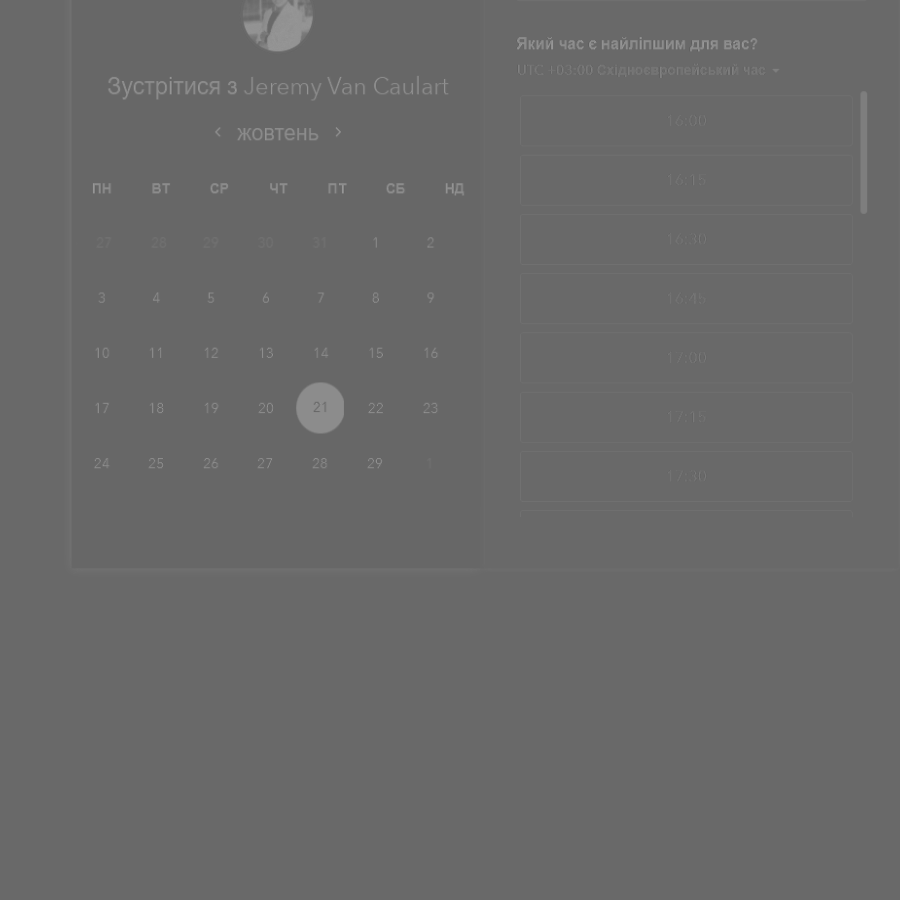 Зустрітися з Jeremy Van Caulart
жовтень
ПН ВТ СР ЧТ ПТ СБ НД
27 28 29 30 31 1 2
3 4 5 6 7 8 9
10 11 12 13 14 15 16
17 18 19 20 21 22 23
24 25 26 27 28 29 1
Який час є найліпшим для вас?
UTC +03:00 Східноєвропейський час
16:00
16:15
16:30
16:45
17:00
17:15
17:30